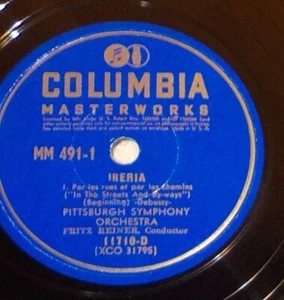 COLUMBIA
MASTERWORKS
MM 491-1
IBERIA
1. Par les rues et par les chemins
("In The Streets and By-ways")
(Beginning) -Debussy-
PITTSBURGH SYMPHONY
ORCHESTRA
FRITZ REINER, Conductor
11710-D
(XCO 31795)